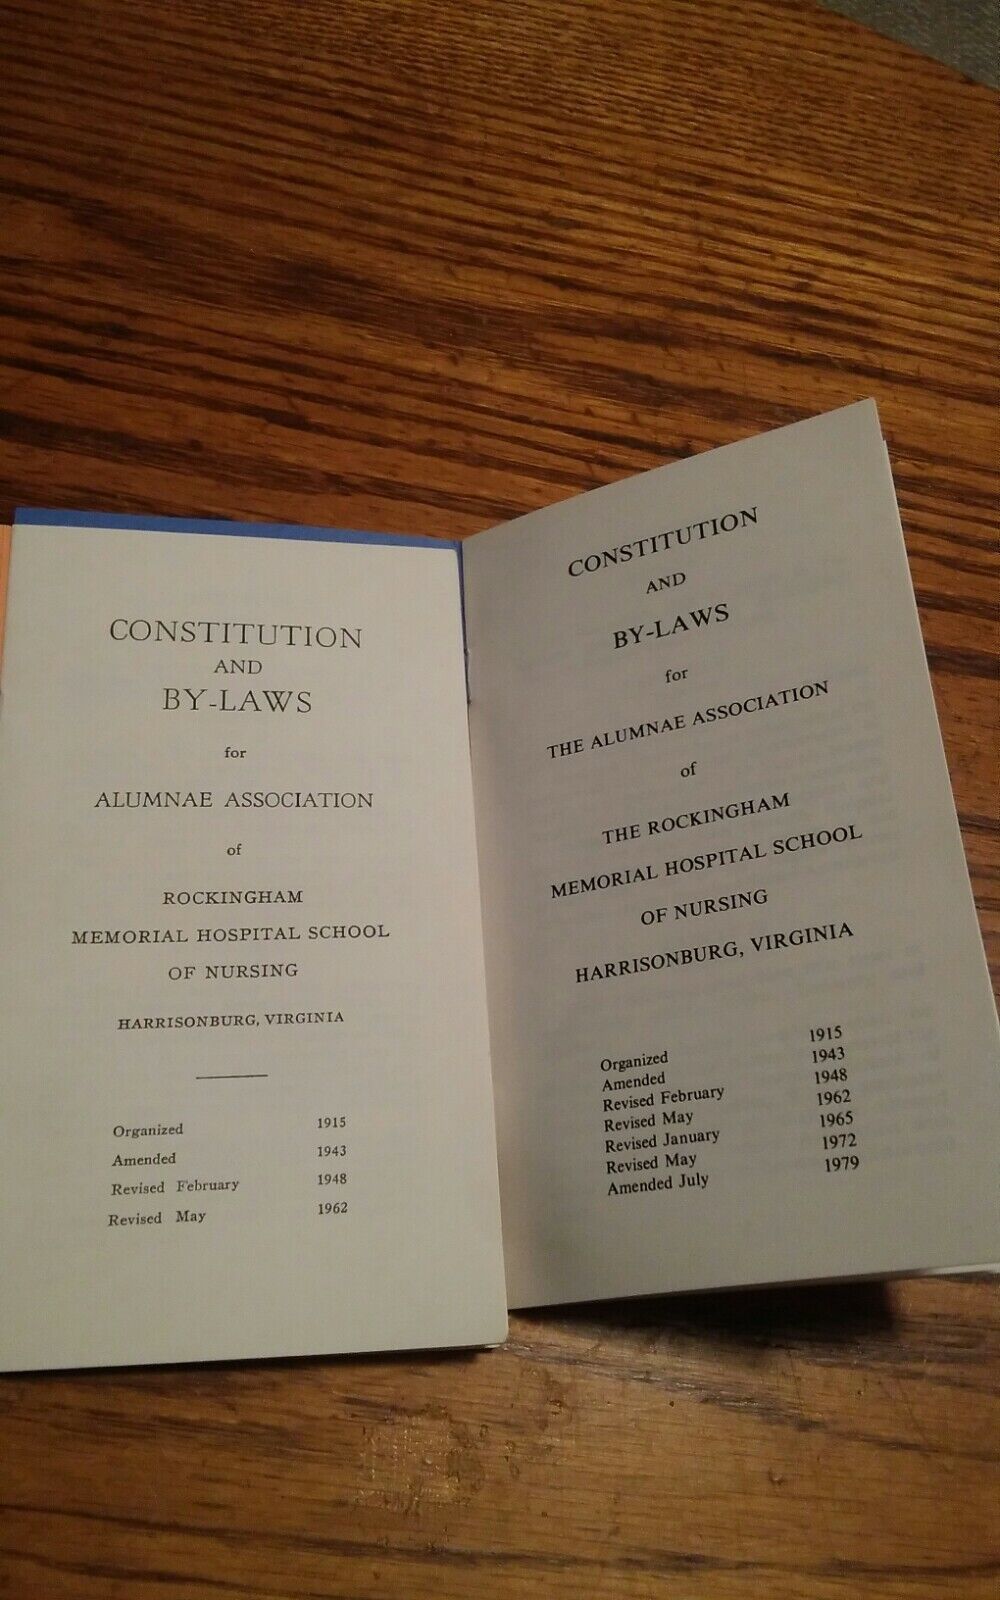 CONSTITUTION
AND
BY-LAWS
for
ALUMNAE ASSOCIATION
of
ROCKINGHAM
MEMORIAL HOSPITAL SCHOOL
OF NURSING
HARRISONBURG, VIRGINIA
Organized 1915
Amended 1943
Revised February 1948
Revised May 1962
CONSTITUTION
AND
BY-LAWS
for
THE ALUMNAE ASSOCIATION
of
THE ROCKINGHAM
MEMORIAL HOSPITAL SCHOOL
OF NURSING
HARRISONBURG, VIRGINIA
Organized 1915
Amended 1943
Revised February 1948
Revised May 1962
Revised January 1965
Revised May 1972
Amended July 1979